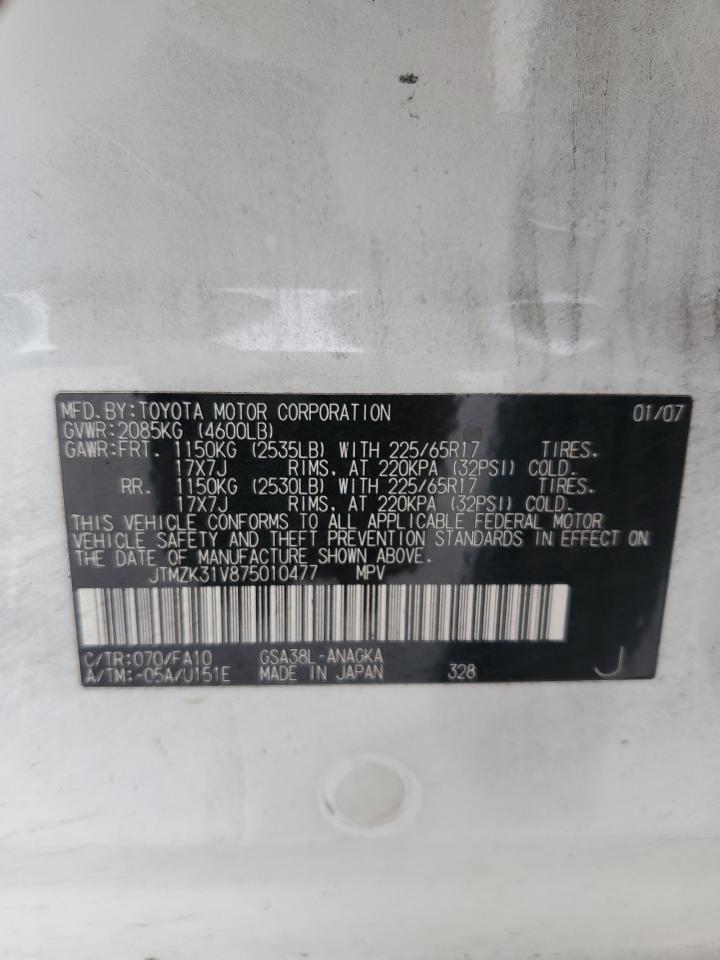 MFD.BY:TOYOTA MOTOR CORPORATION 01/07
GVWR:2085KG (4600LB)
GAWR:FRT. 1150KG (2535LB) WITH 225/65R17 TIRES.
17X7J RIMS, AT 220KPA (32PSI) COLD.
RR. 1150KG (2530LB) WITH 225/65R17 TIRES.
17X7J RIMS, AT 220KPA (32PSI) COLD.
THIS VEHICLE CONFORMS TO ALL APPLICABLE FEDERAL MOTOR
VEHICLE SAFETY AND THEFT PREVENTION STANDARDS IN EFFECT ON
THE DATE OF MANUFACTURE SHOWN ABOVE.
JTMZK31V875010477 MPV
C/TR:070/FA10 GSA38L-ANAGKA
A/TM:-05A/U151E MADE IN JAPAN 328 J